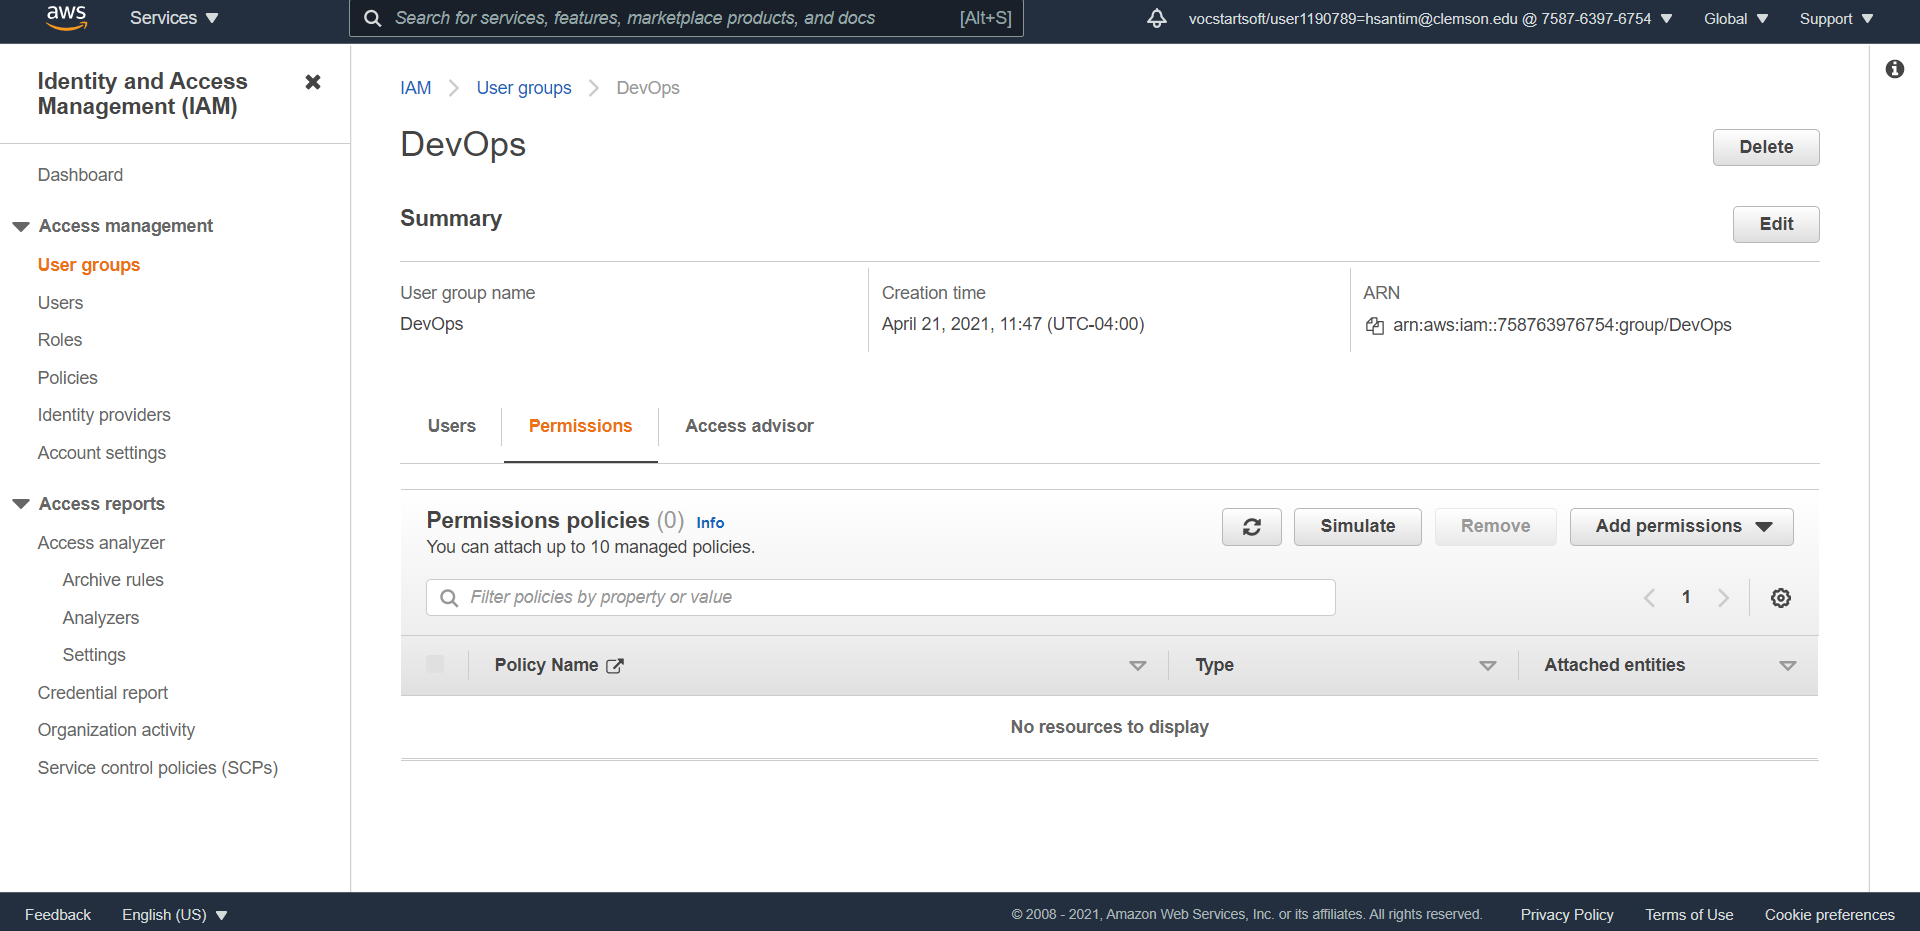 aws
Services
Search for services, features, marketplace products, and docs
[Alt+S]
vocstartsoft/user1190789=hsantim@clemson.edu @ 7587-6397-6754
Global
Support
Identity and Access
Management (IAM)
Dashboard
Access management
User groups
Users
Roles
Policies
Identity providers
Account settings
Access reports
Access analyzer
Archive rules
Analyzers
Settings
Credential report
Organization activity
Service control policies (SCPs)
IAM
User groups
DevOps
DevOps
Delete
Summary
Edit
User group name
DevOps
Creation time
April 21, 2021, 11:47 (UTC-04:00)
ARN
arn:aws:iam::758763976754:group/DevOps
Users
Permissions
Access advisor
Permissions policies (0) Info
You can attach up to 10 managed policies.
Simulate
Remove
Add permissions
Filter policies by property or value
1
Policy Name
Type
Attached entities
No resources to display
Feedback
English (US)
© 2008 - 2021, Amazon Web Services, Inc. or its affiliates. All rights reserved.
Privacy Policy
Terms of Use
Cookie preferences